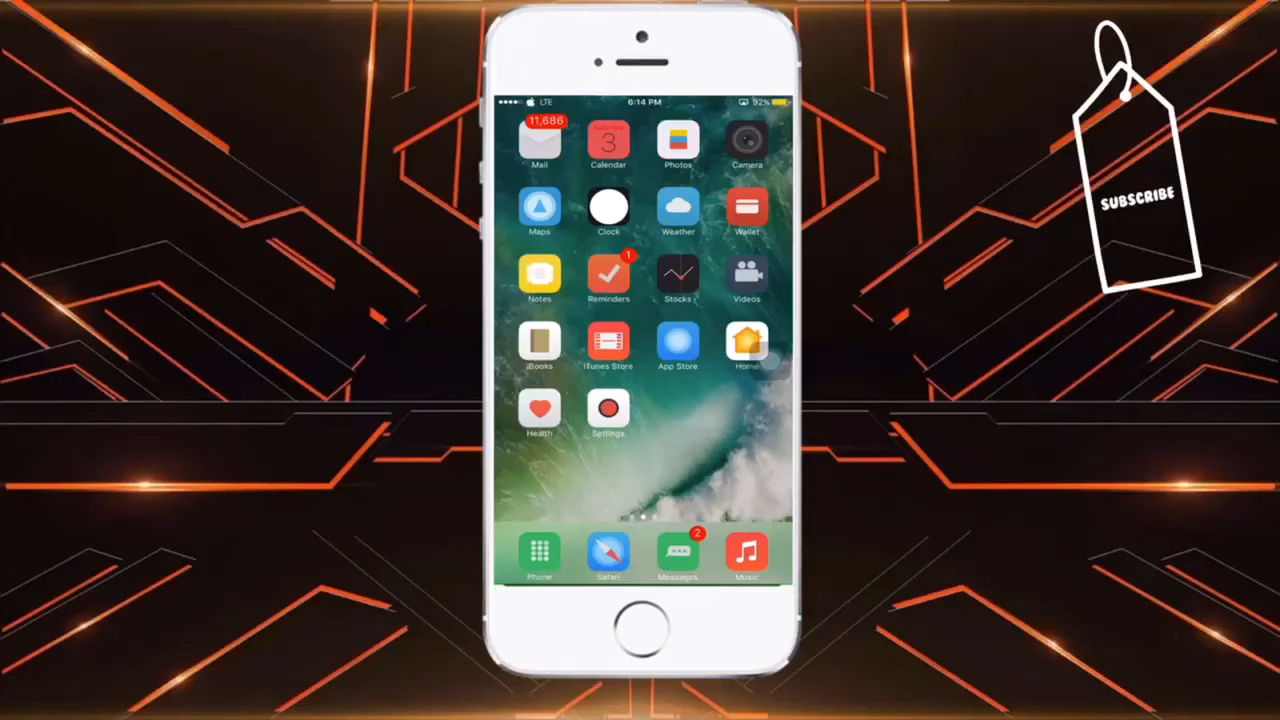 LTE 6:14 PM 92%
11,686
3
Mail Calendar Photos Camera
Maps Clock Weather Wallet
1
Notes Reminders Stocks Videos
iBooks iTunes Store App Store Home
Health Settings
2
Phone Safari Messages Music
SUBSCRIBE